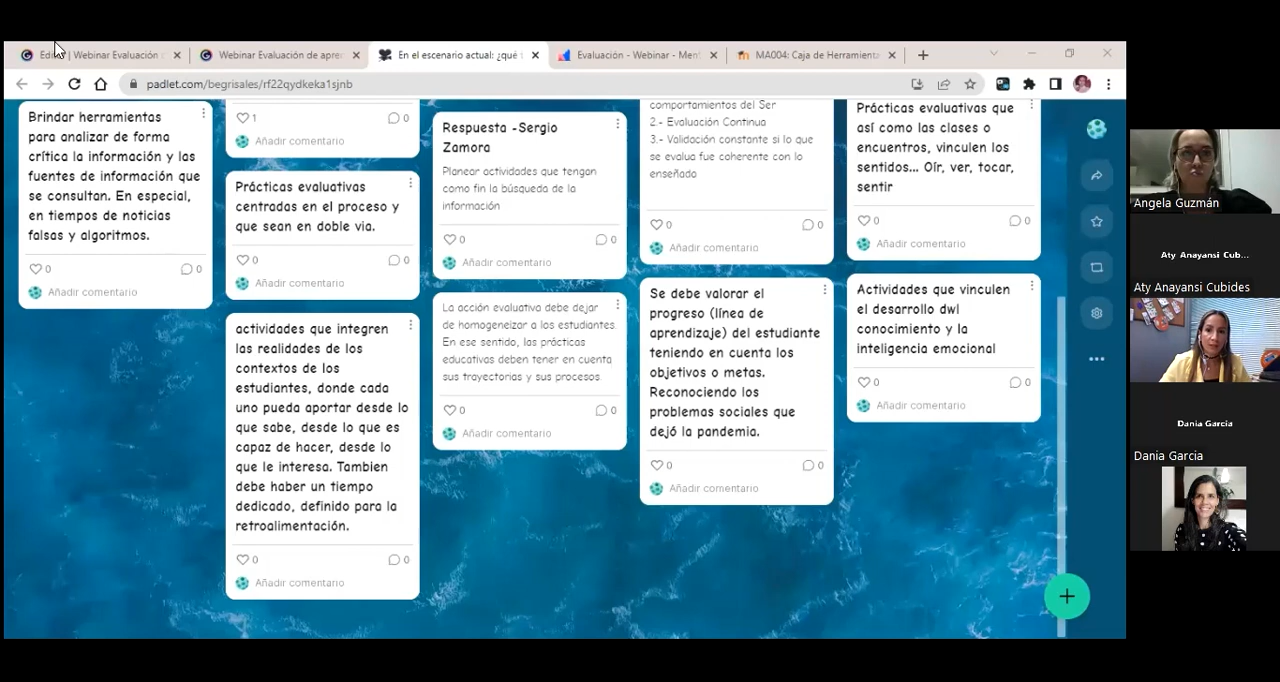 Edi
| Webinar Evaluación
Webinar Evaluación de apre
En el escenario actual: ¿qué
Evaluación - Webinar - Men
MA004: Caja de Herramient
padlet.com/begrisales/rf22qydkeka1sjnb
Brindar herramientas
para analizar de forma
crítica la información y las
fuentes de información que
se consultan. En especial,
en tiempos de noticias
falsas y algoritmos.
0
0
Añadir comentario
1
0
Añadir comentario
Prácticas evaluativas
centradas en el proceso y
que sean en doble via.
0
0
Añadir comentario
actividades que integren
las realidades de los
contextos de los
estudiantes, donde cada
uno pueda aportar desde lo
que sabe, desde lo que es
capaz de hacer, desde lo
que le interesa. Tambien
debe haber un tiempo
dedicado, definido para la
retroalimentación.
0
0
Añadir comentario
Respuesta -Sergio
Zamora
Planear actividades que tengan
como fin la búsqueda de la
información
0
0
Añadir comentario
La acción evaluativa debe dejar
de homogeneizar a los estudiantes.
En ese sentido, las prácticas
educativas deben tener en cuenta
sus trayectorias y sus procesos.
0
0
Añadir comentario
comportamientos del Ser
2.- Evaluación Continua
3.- Validación constante si lo que
se evalua fue coherente con lo
enseñado
0
0
Añadir comentario
Se debe valorar el
progreso (línea de
aprendizaje) del estudiante
teniendo en cuenta los
objetivos o metas.
Reconociendo los
problemas sociales que
dejó la pandemia.
0
0
Añadir comentario
Prácticas evaluativas que
así como las clases o
encuentros, vinculen los
sentidos... Oír, ver, tocar,
sentir
0
0
Añadir comentario
Actividades que vinculen
el desarrollo dwl
conocimiento y la
inteligencia emocional
0
0
Añadir comentario
Angela Guzmán
Aty Anayansi Cub...
Aty Anayansi Cubides
Dania Garcia
Dania Garcia